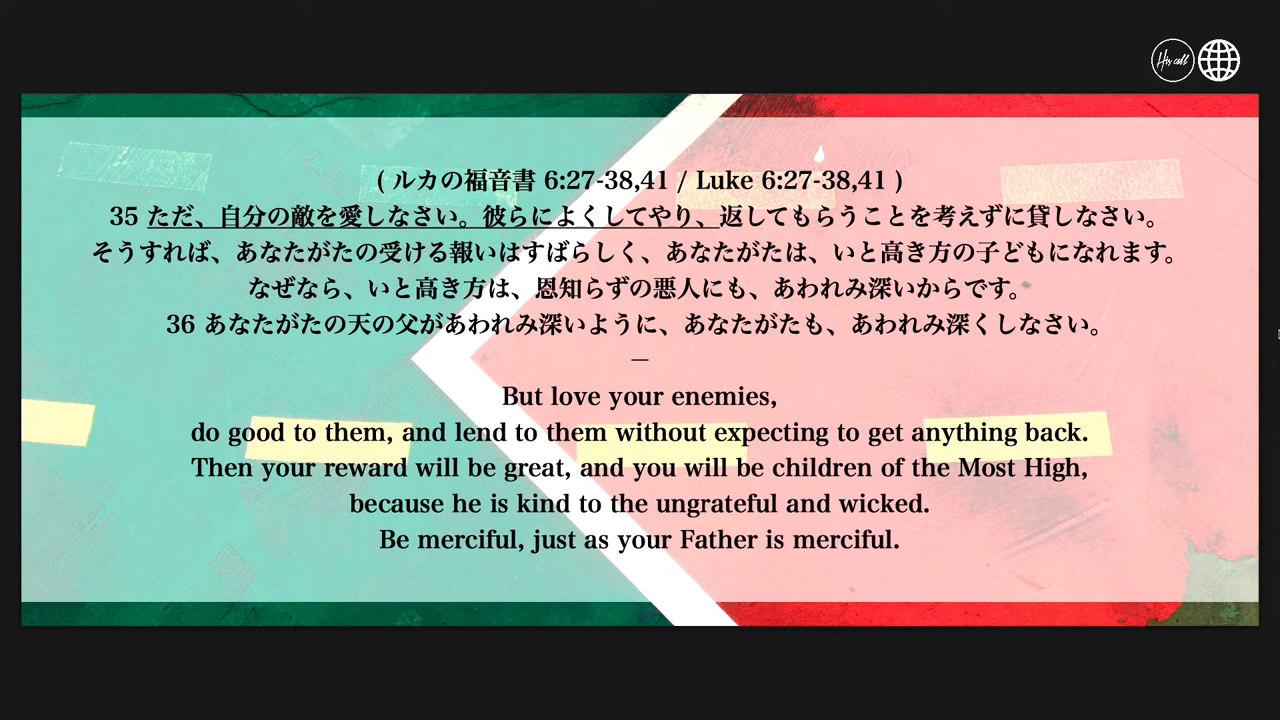 His call
( ルカの福音書 6:27-38,41 / Luke 6:27-38,41 )
35 ただ、自分の敵を愛しなさい。彼らによくしてやり、返してもらうことを考えずに貸しなさい。
そうすれば、あなたがたの受ける報いはすばらしく、あなたがたは、いと高き方の子どもになれます。
なぜなら、いと高き方は、恩知らずの悪人にも、あわれみ深いからです。
36 あなたがたの天の父があわれみ深いように、あなたがたも、あわれみ深くしなさい。
—
But love your enemies,
do good to them, and lend to them without expecting to get anything back.
Then your reward will be great, and you will be children of the Most High,
because he is kind to the ungrateful and wicked.
Be merciful, just as your Father is merciful.